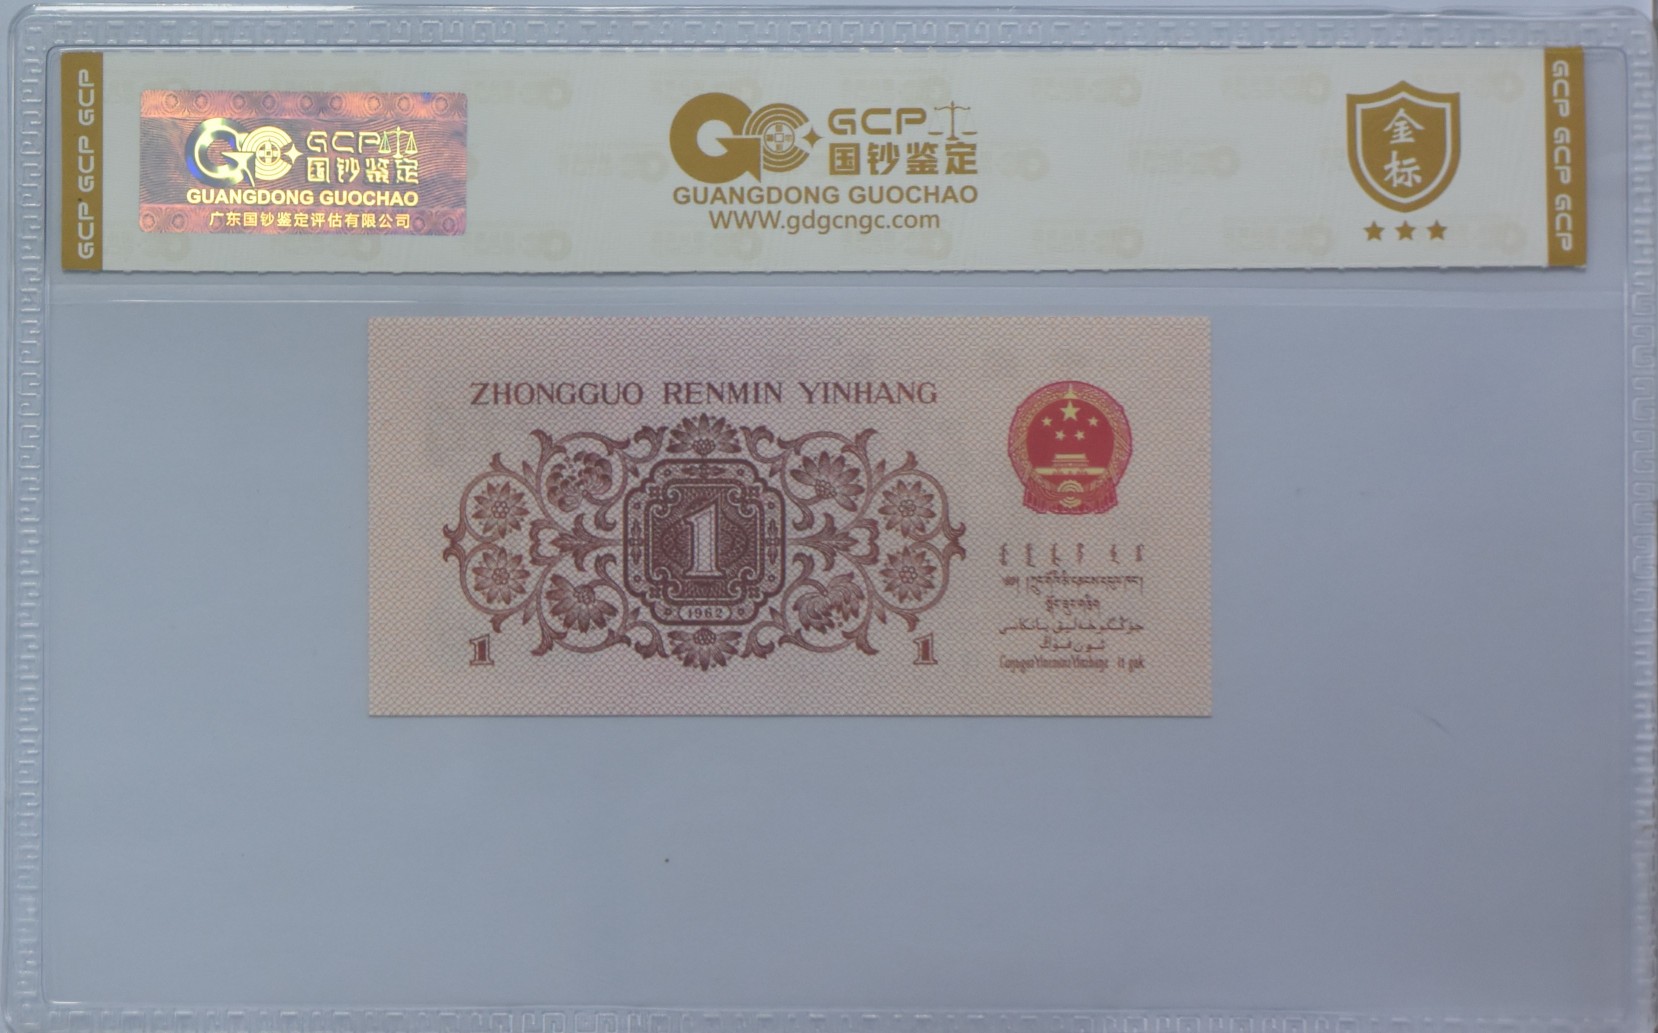 GCP GCP GCP
GCP
国钞鉴定
GUANGDONG GUOCHAO
广东国钞鉴定评估有限公司
GCP
国钞鉴定
GUANGDONG GUOCHAO
WWW.gdgcngc.com
金标
GCP GCP GCP
ZHONGGUO RENMIN YINHANG
1
(1962)
1
1